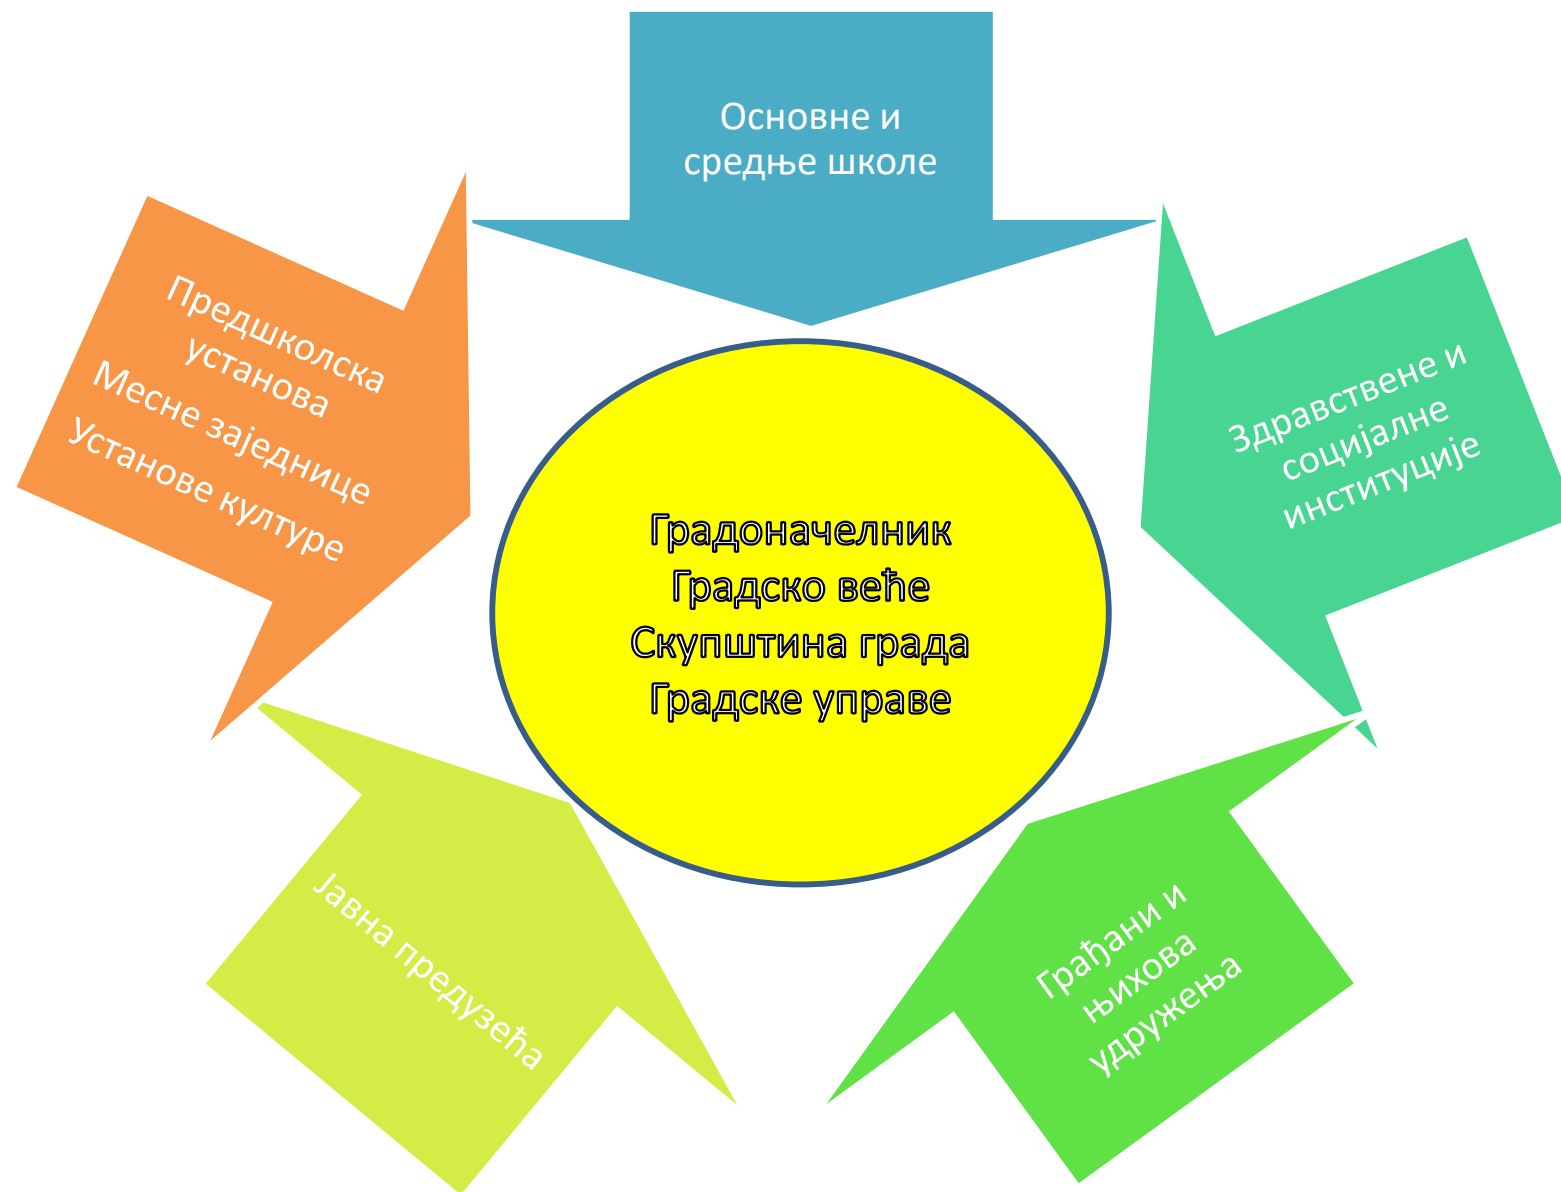 Основне и
средње школе
Предшколска
установа
Месне заједнице
Установе културе
Здравствене и
социјалне
институције
Градоначелник
Градско веће
Скупштина града
Градске управе
Јавна предузећа
Грађани и
њихова
удружења